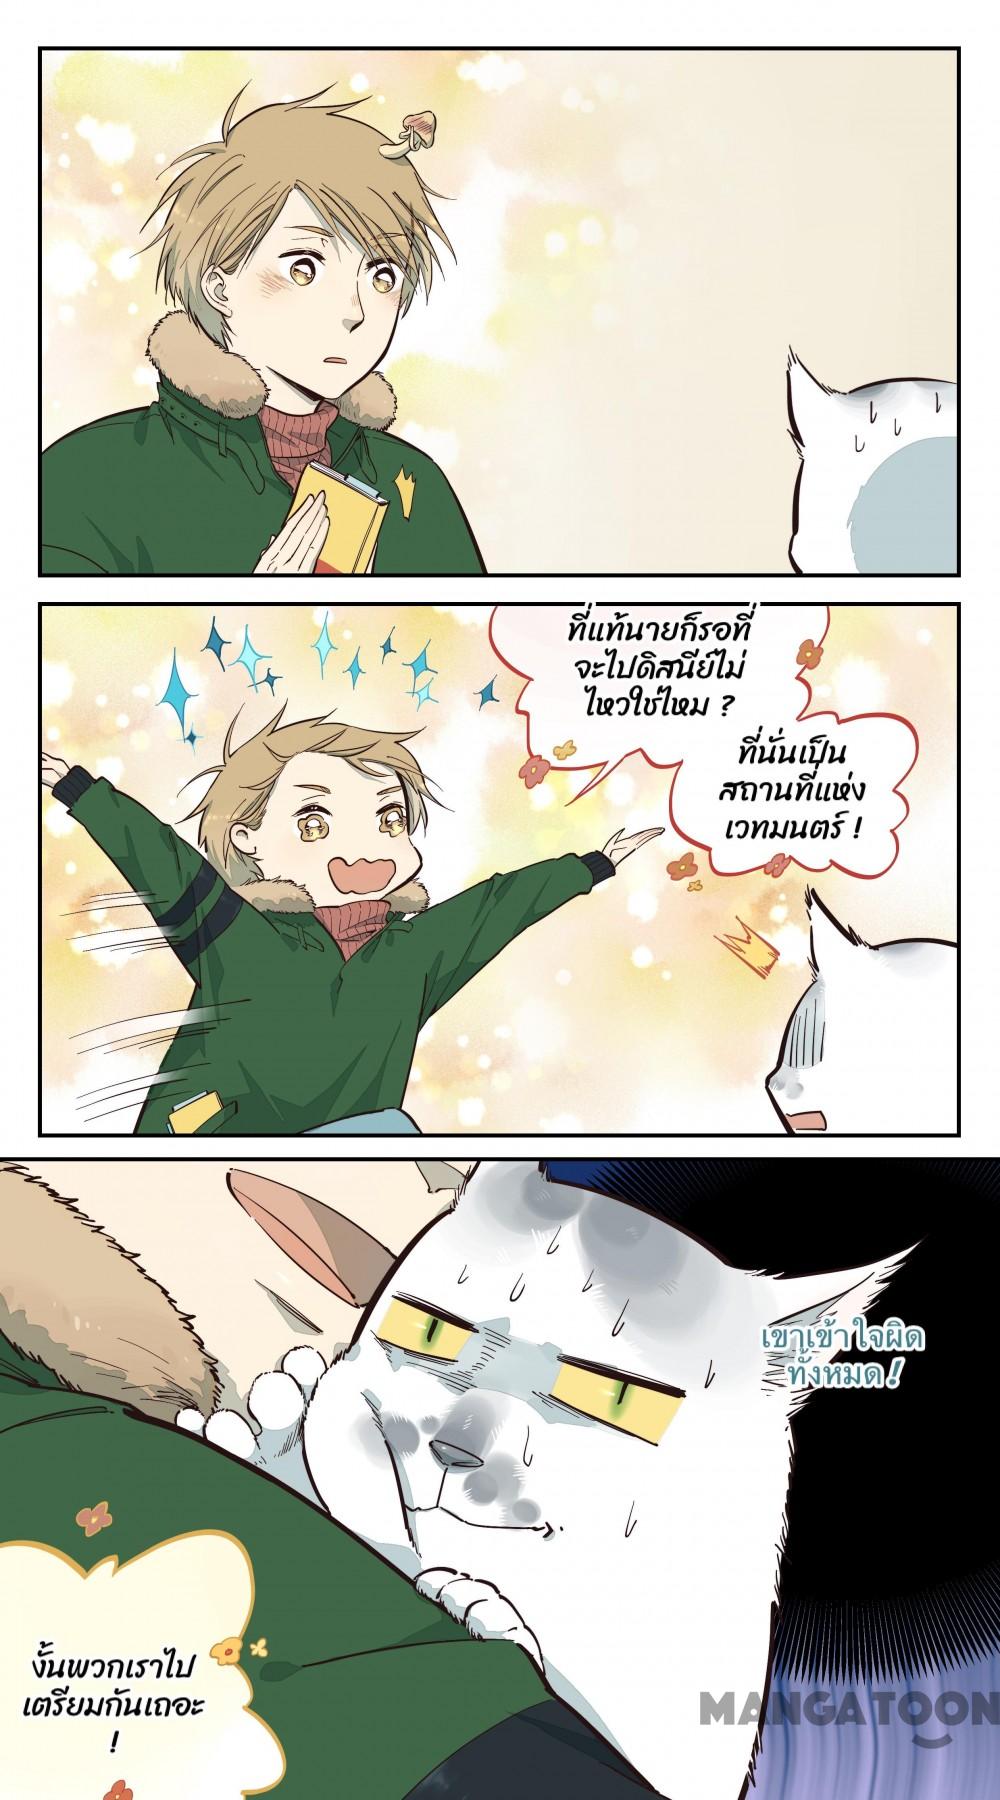 ที่แท้นายก็รอที่
จะไปดิสนีย์ไม่
ไหวใช่ไหม ?
ที่นั่นเป็น
สถานที่แห่ง
เวทมนตร์ !
เขาเข้าใจผิด
ทั้งหมด!
งั้นพวกเราไป
เตรียมกันเถอะ
!
MANGATOON